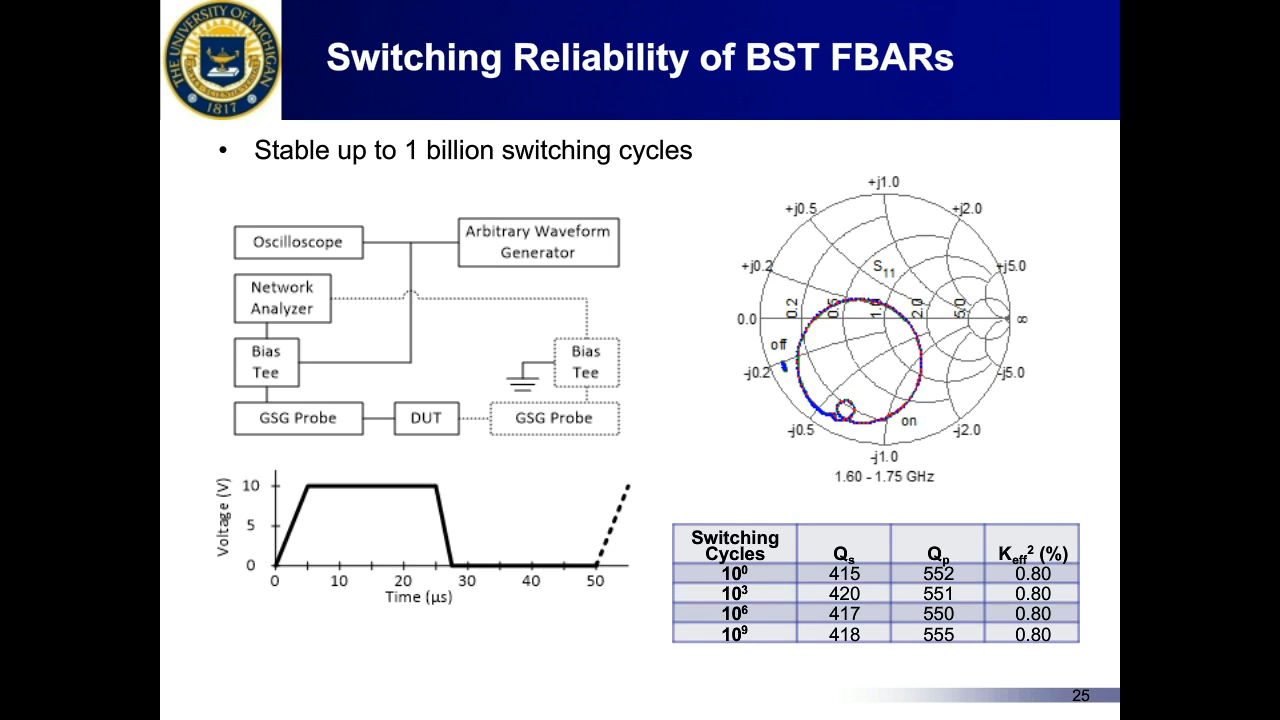 THE UNIVERSITY OF MICHIGAN
1817
Switching Reliability of BST FBARs
• Stable up to 1 billion switching cycles
Oscilloscope
Arbitrary Waveform
Generator
Network
Analyzer
Bias
Tee
Bias
Tee
GSG Probe
DUT
GSG Probe
Voltage (V)
10
5
0
0 10 20 30 40 50
Time (µs)
+j1.0
+j0.5
+j2.0
+j0.2
S11
+j5.0
0.0
0.2
0.5
1.0
2.0
5.0
∞
off
-j0.2
-j5.0
on
-j0.5
-j2.0
-j1.0
1.60 - 1.75 GHz
Switching
Cycles Qs Qp Keff² (%)
10⁰ 415 552 0.80
10³ 420 551 0.80
10⁶ 417 550 0.80
10⁹ 418 555 0.80
25